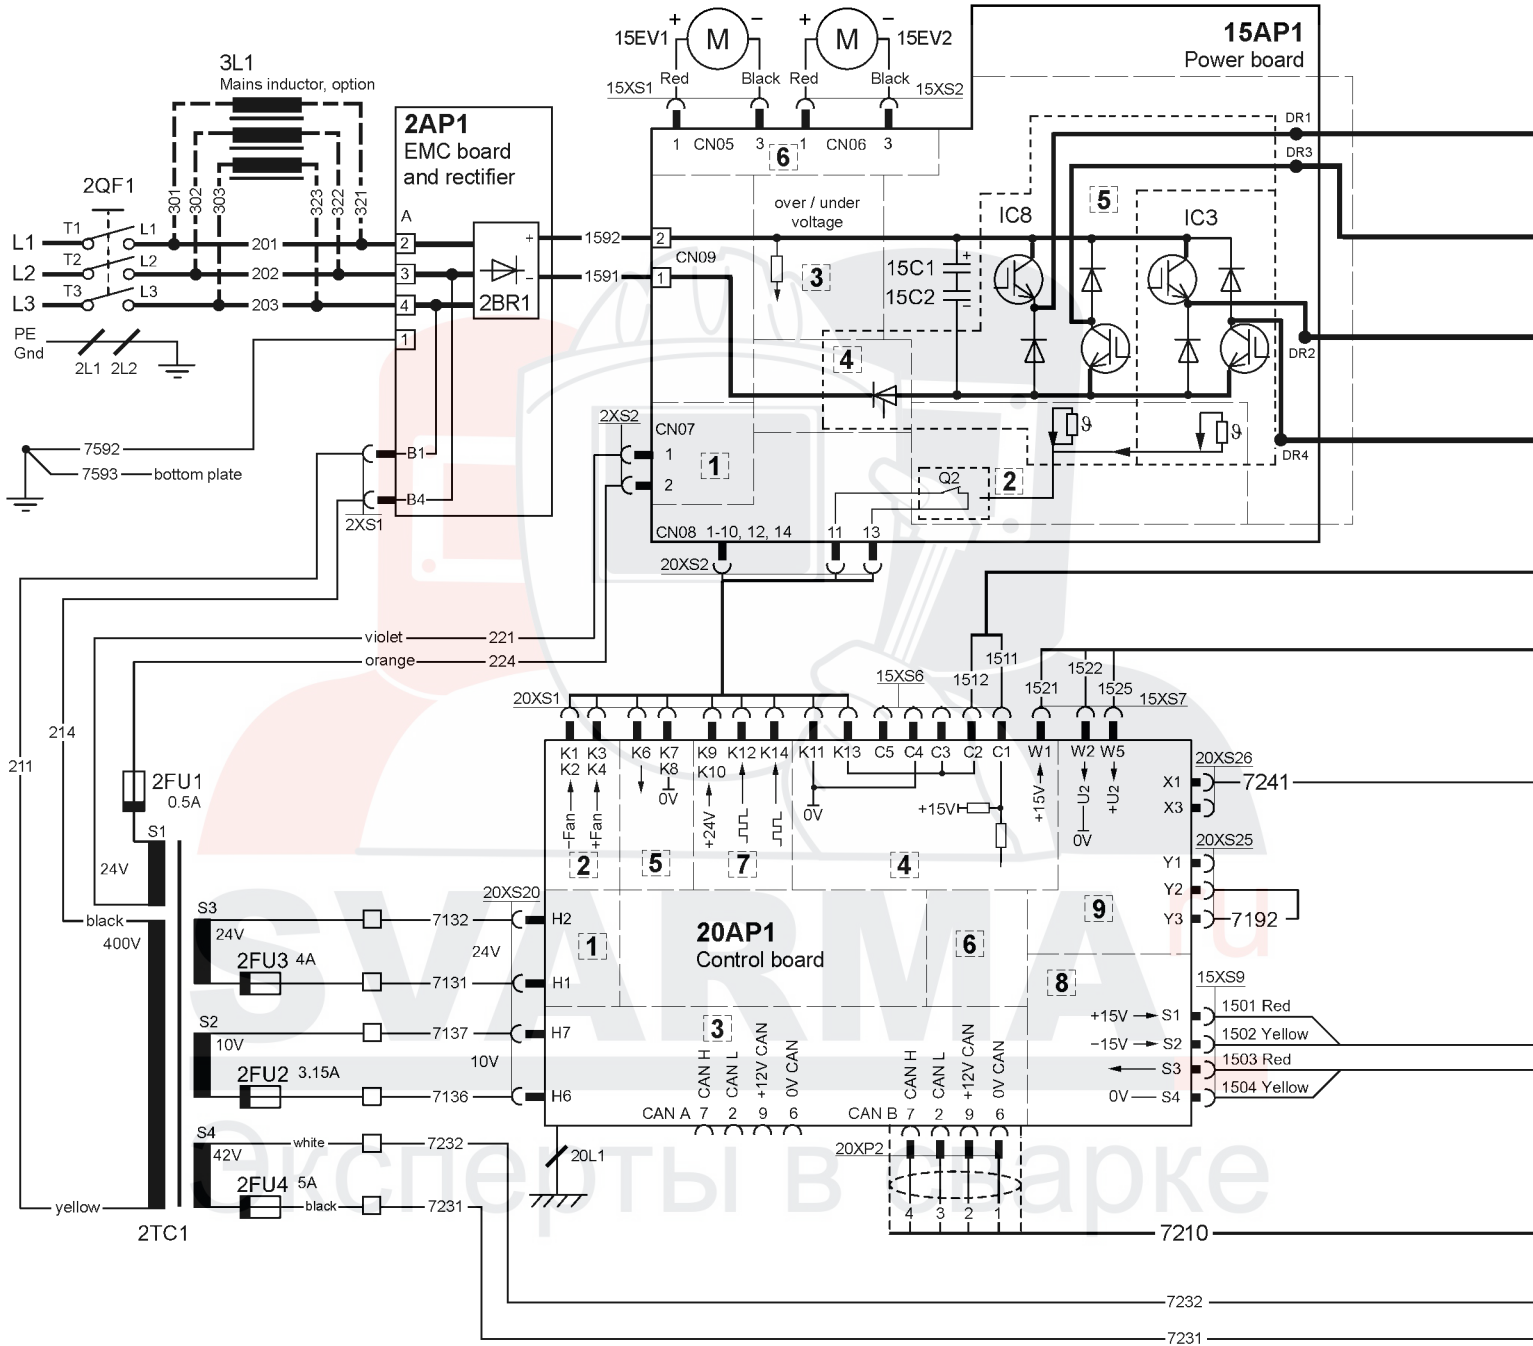 15EV1
+
M
−
+
M
−
15EV2
15AP1
Power board
Red
Black
Red
Black
15XS1
15XS2
1 CN05 3 1 CN06 3
6
3L1
Mains inductor, option
2AP1
EMC board
and rectifier
2QF1
301
302
303
323
322
321
A
L1 T1 L1 201 2
L2 T2 L2 202 3
L3 T3 L3 203 4
1
+
−
2BR1
PE
Gnd
2L1 2L2
1592 2
CN09
1591 1
over / under
voltage
3
15C1
15C2
+
−
IC8
5
IC3
DR1
DR3
DR2
DR4
4
ϑ
ϑ
7592
7593 bottom plate
B1
B4
2XS1
2XS2
CN07
1
2
1
Q2
2
CN08 1-10, 12, 14 11 13
20XS2
violet 221
orange 224
214
211
2FU1
0.5A
S1
24V
black
400V
yellow
2TC1
S3
24V
2FU3 4A
7132
24V
7131
S2
10V
2FU2 3.15A
7137
10V
7136
S4
42V
2FU4 5A
white 7232
black 7231
20XS20
20XS1
15XS6
1512
1511
1521
1522
1525
15XS7
K1 K3 K6 K7 K9 K12 K14 K11 K13 C5 C4 C3 C2 C1 W1 W2 W5
K2 K4 K8 K10
−Fan
+Fan
0V
+24V
0V
+15V
+15V
−U2
0V
+U2
2
5
7
4
H2
H1
H7
H6
1
20AP1
Control board
6
9
8
3
X1
X3
Y1
Y2
Y3
20XS26
7241
20XS25
7192
15XS9
+15V S1 1501 Red
−15V S2 1502 Yellow
S3 1503 Red
0V S4 1504 Yellow
CAN H
CAN L
+12V CAN
0V CAN
CAN A 7 2 9 6
CAN H
CAN L
+12V CAN
0V CAN
CAN B 7 2 9 6
20L1
20XP2
4 3 2 1
7210
7232
7231
SVARMA.ru
эксперты в сварке